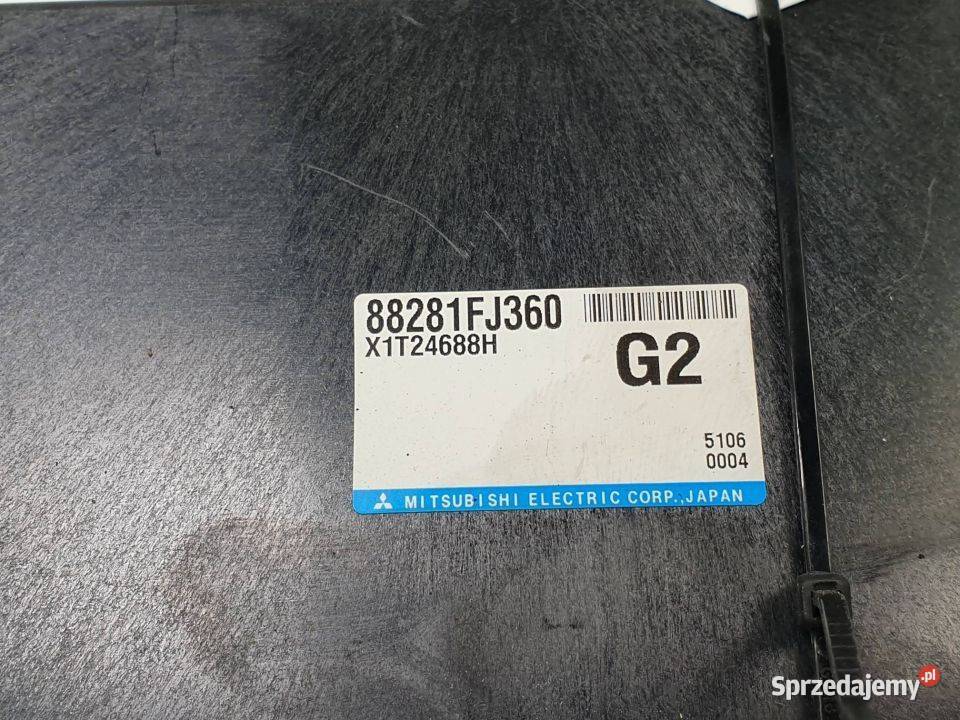 88281FJ360
X1T24688H
G2
5106
0004
MITSUBISHI ELECTRIC CORP.,JAPAN
Sprzedajemy.pl